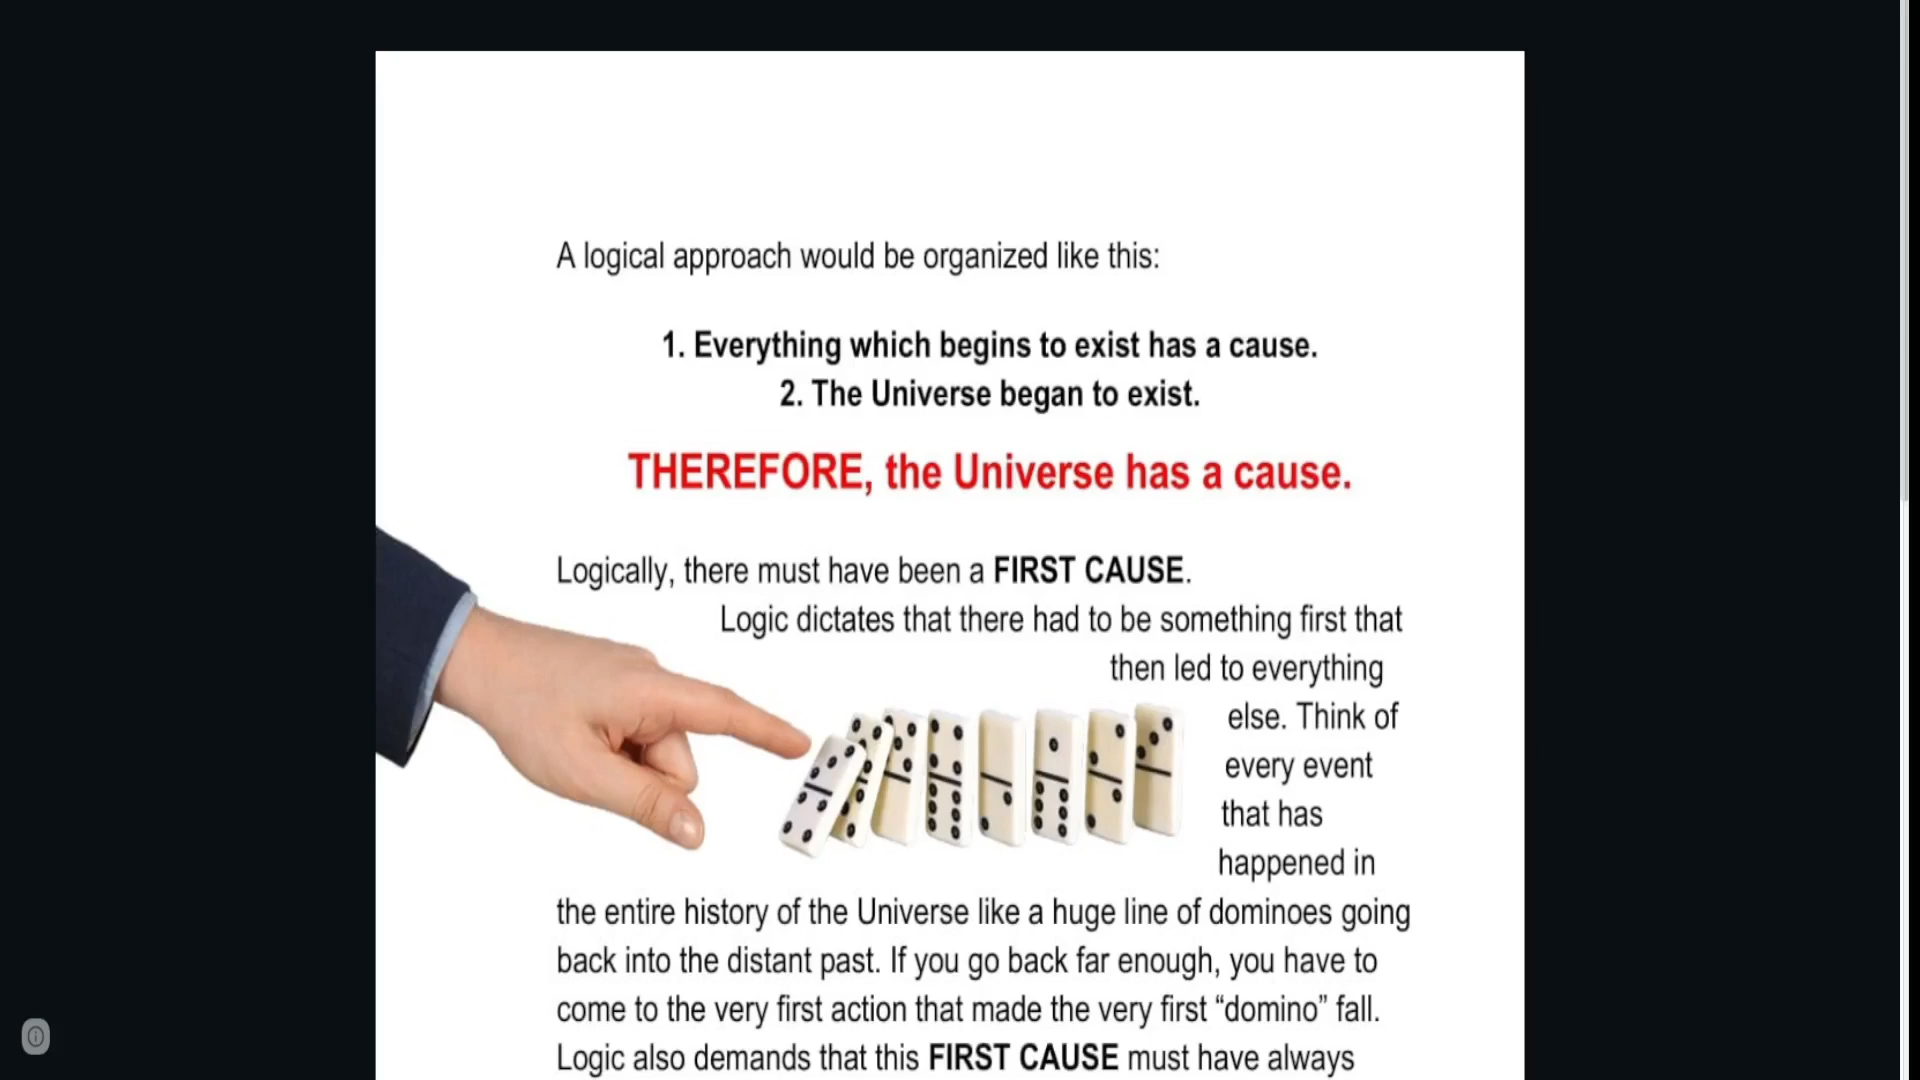 A logical approach would be organized like this:
1. Everything which begins to exist has a cause.
2. The Universe began to exist.
THEREFORE, the Universe has a cause.
Logically, there must have been a FIRST CAUSE.
Logic dictates that there had to be something first that
then led to everything
else. Think of
every event
that has
happened in
the entire history of the Universe like a huge line of dominoes going
back into the distant past. If you go back far enough, you have to
come to the very first action that made the very first “domino” fall.
Logic also demands that this FIRST CAUSE must have always